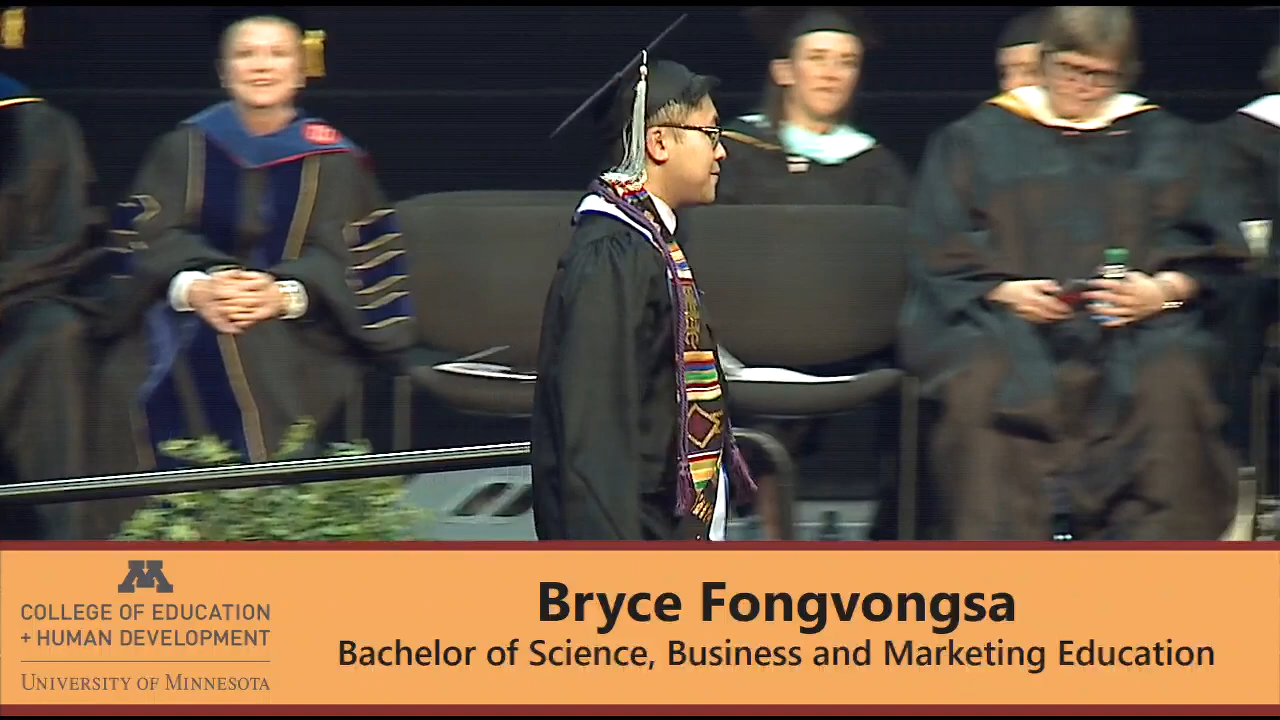 Bryce Fongvongsa
Bachelor of Science, Business and Marketing Education
M
COLLEGE OF EDUCATION
+ HUMAN DEVELOPMENT
UNIVERSITY OF MINNESOTA